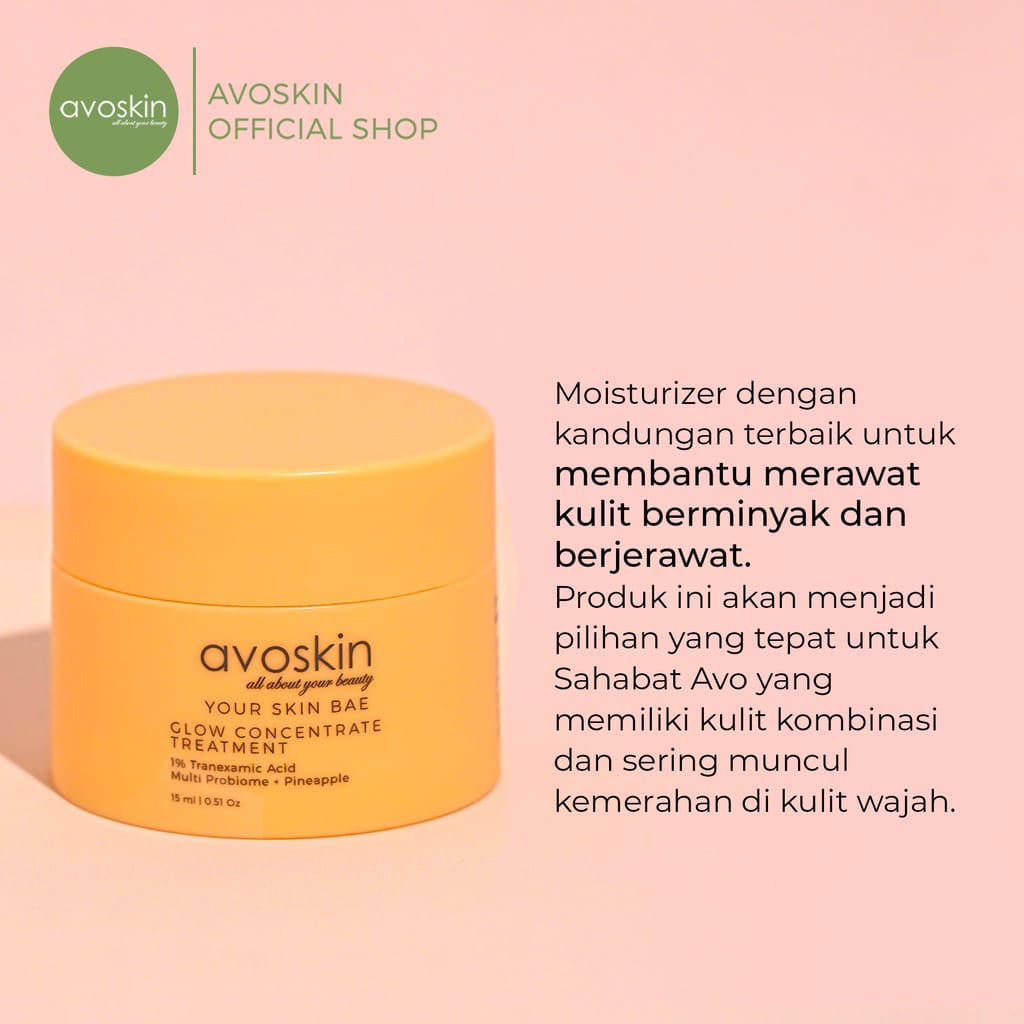 avoskin
all about your beauty
AVOSKIN
OFFICIAL SHOP
avoskin
all about your beauty
YOUR SKIN BAE
GLOW CONCENTRATE
TREATMENT
1% Tranexamic Acid
Multi Probiome + Pineapple
15 ml | 0.51 Oz
Moisturizer dengan
kandungan terbaik untuk
membantu merawat
kulit berminyak dan
berjerawat.
Produk ini akan menjadi
pilihan yang tepat untuk
Sahabat Avo yang
memiliki kulit kombinasi
dan sering muncul
kemerahan di kulit wajah.